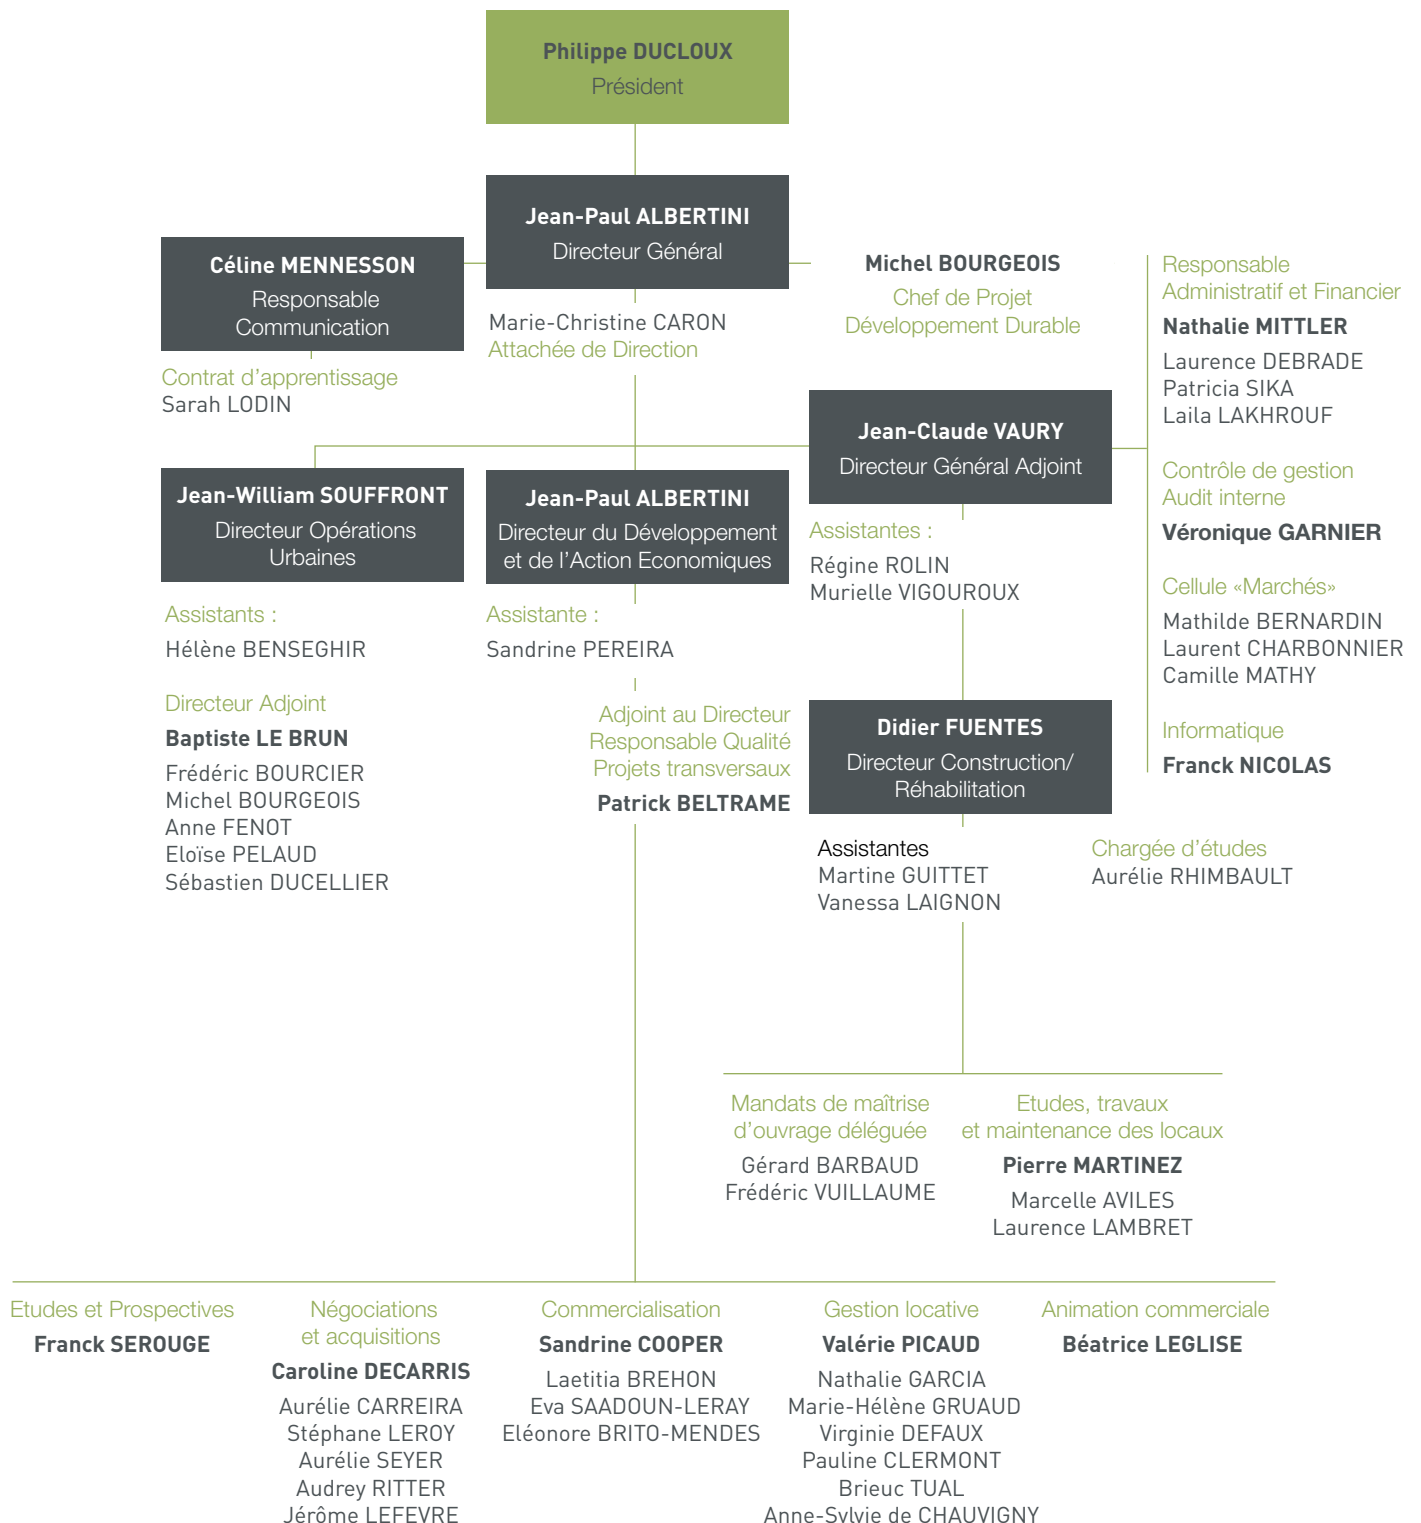 Philippe DUCLOUX
Président
Jean-Paul ALBERTINI
Directeur Général
Céline MENNESSON
Responsable
Communication
Contrat d’apprentissage
Sarah LODIN
Marie-Christine CARON
Attachée de Direction
Michel BOURGEOIS
Chef de Projet
Développement Durable
Responsable
Administratif et Financier
Nathalie MITTLER
Laurence DEBRADE
Patricia SIKA
Laila LAKHROUF
Contrôle de gestion
Audit interne
Véronique GARNIER
Cellule «Marchés»
Mathilde BERNARDIN
Laurent CHARBONNIER
Camille MATHY
Informatique
Franck NICOLAS
Jean-Claude VAURY
Directeur Général Adjoint
Assistantes :
Régine ROLIN
Murielle VIGOUROUX
Jean-William SOUFFRONT
Directeur Opérations
Urbaines
Assistants :
Hélène BENSEGHIR
Directeur Adjoint
Baptiste LE BRUN
Frédéric BOURCIER
Michel BOURGEOIS
Anne FENOT
Eloïse PELAUD
Sébastien DUCELLIER
Jean-Paul ALBERTINI
Directeur du Développement
et de l’Action Economiques
Assistante :
Sandrine PEREIRA
Adjoint au Directeur
Responsable Qualité
Projets transversaux
Patrick BELTRAME
Didier FUENTES
Directeur Construction/
Réhabilitation
Assistantes
Martine GUITTET
Vanessa LAIGNON
Chargée d’études
Aurélie RHIMBAULT
Mandats de maîtrise
d’ouvrage déléguée
Gérard BARBAUD
Frédéric VUILLAUME
Etudes, travaux
et maintenance des locaux
Pierre MARTINEZ
Marcelle AVILES
Laurence LAMBRET
Etudes et Prospectives
Franck SEROUGE
Négociations
et acquisitions
Caroline DECARRIS
Aurélie CARREIRA
Stéphane LEROY
Aurélie SEYER
Audrey RITTER
Jérôme LEFEVRE
Commercialisation
Sandrine COOPER
Laetitia BREHON
Eva SAADOUN-LERAY
Eléonore BRITO-MENDES
Gestion locative
Valérie PICAUD
Nathalie GARCIA
Marie-Hélène GRUAUD
Virginie DEFAUX
Pauline CLERMONT
Brieuc TUAL
Anne-Sylvie de CHAUVIGNY
Animation commerciale
Béatrice LEGLISE